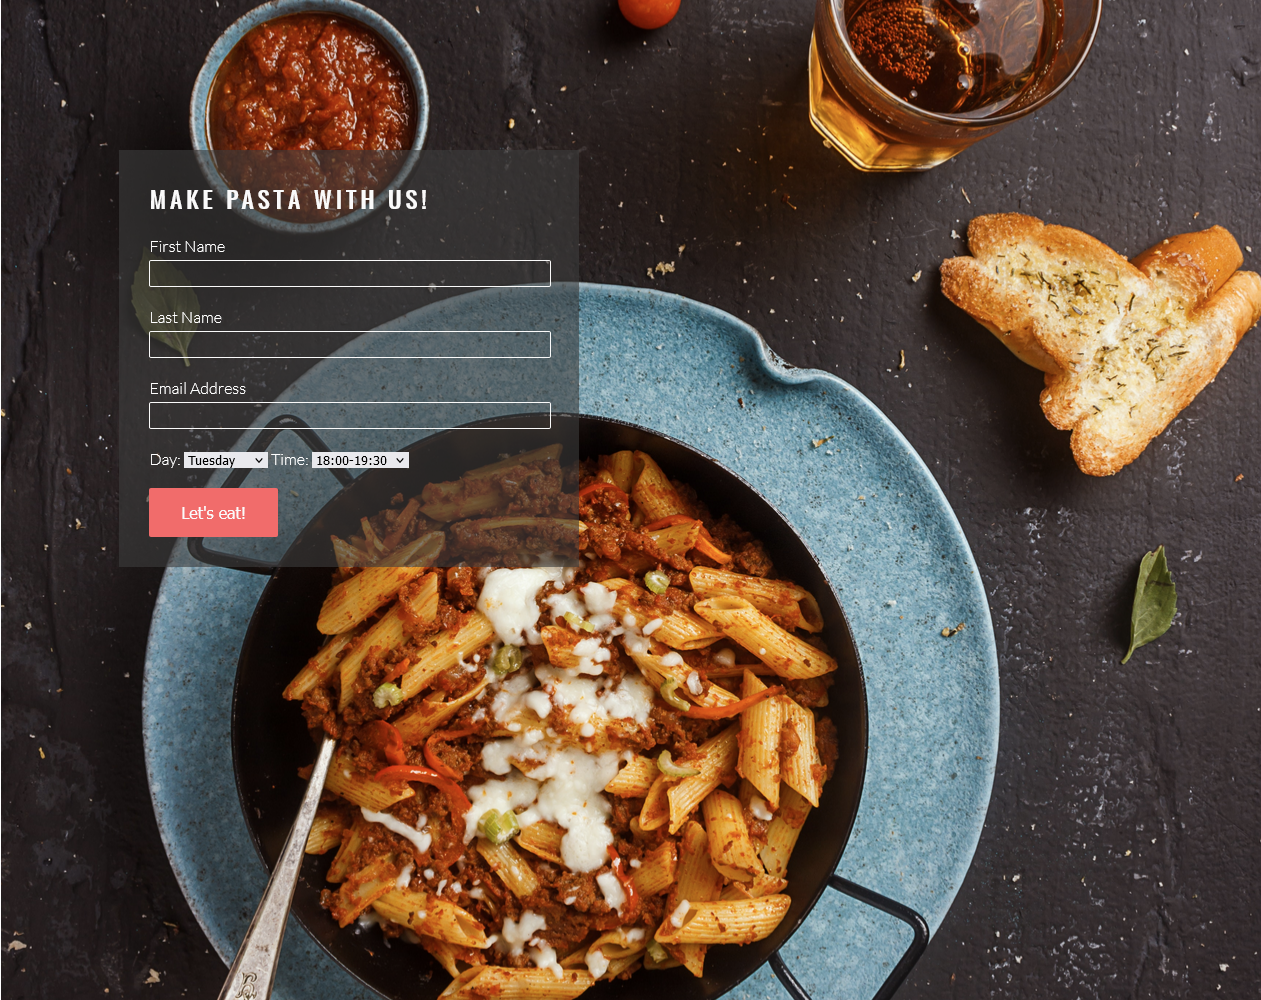 MAKE PASTA WITH US!
First Name
Last Name
Email Address
Day: Tuesday Time: 18:00-19:30
Let's eat!